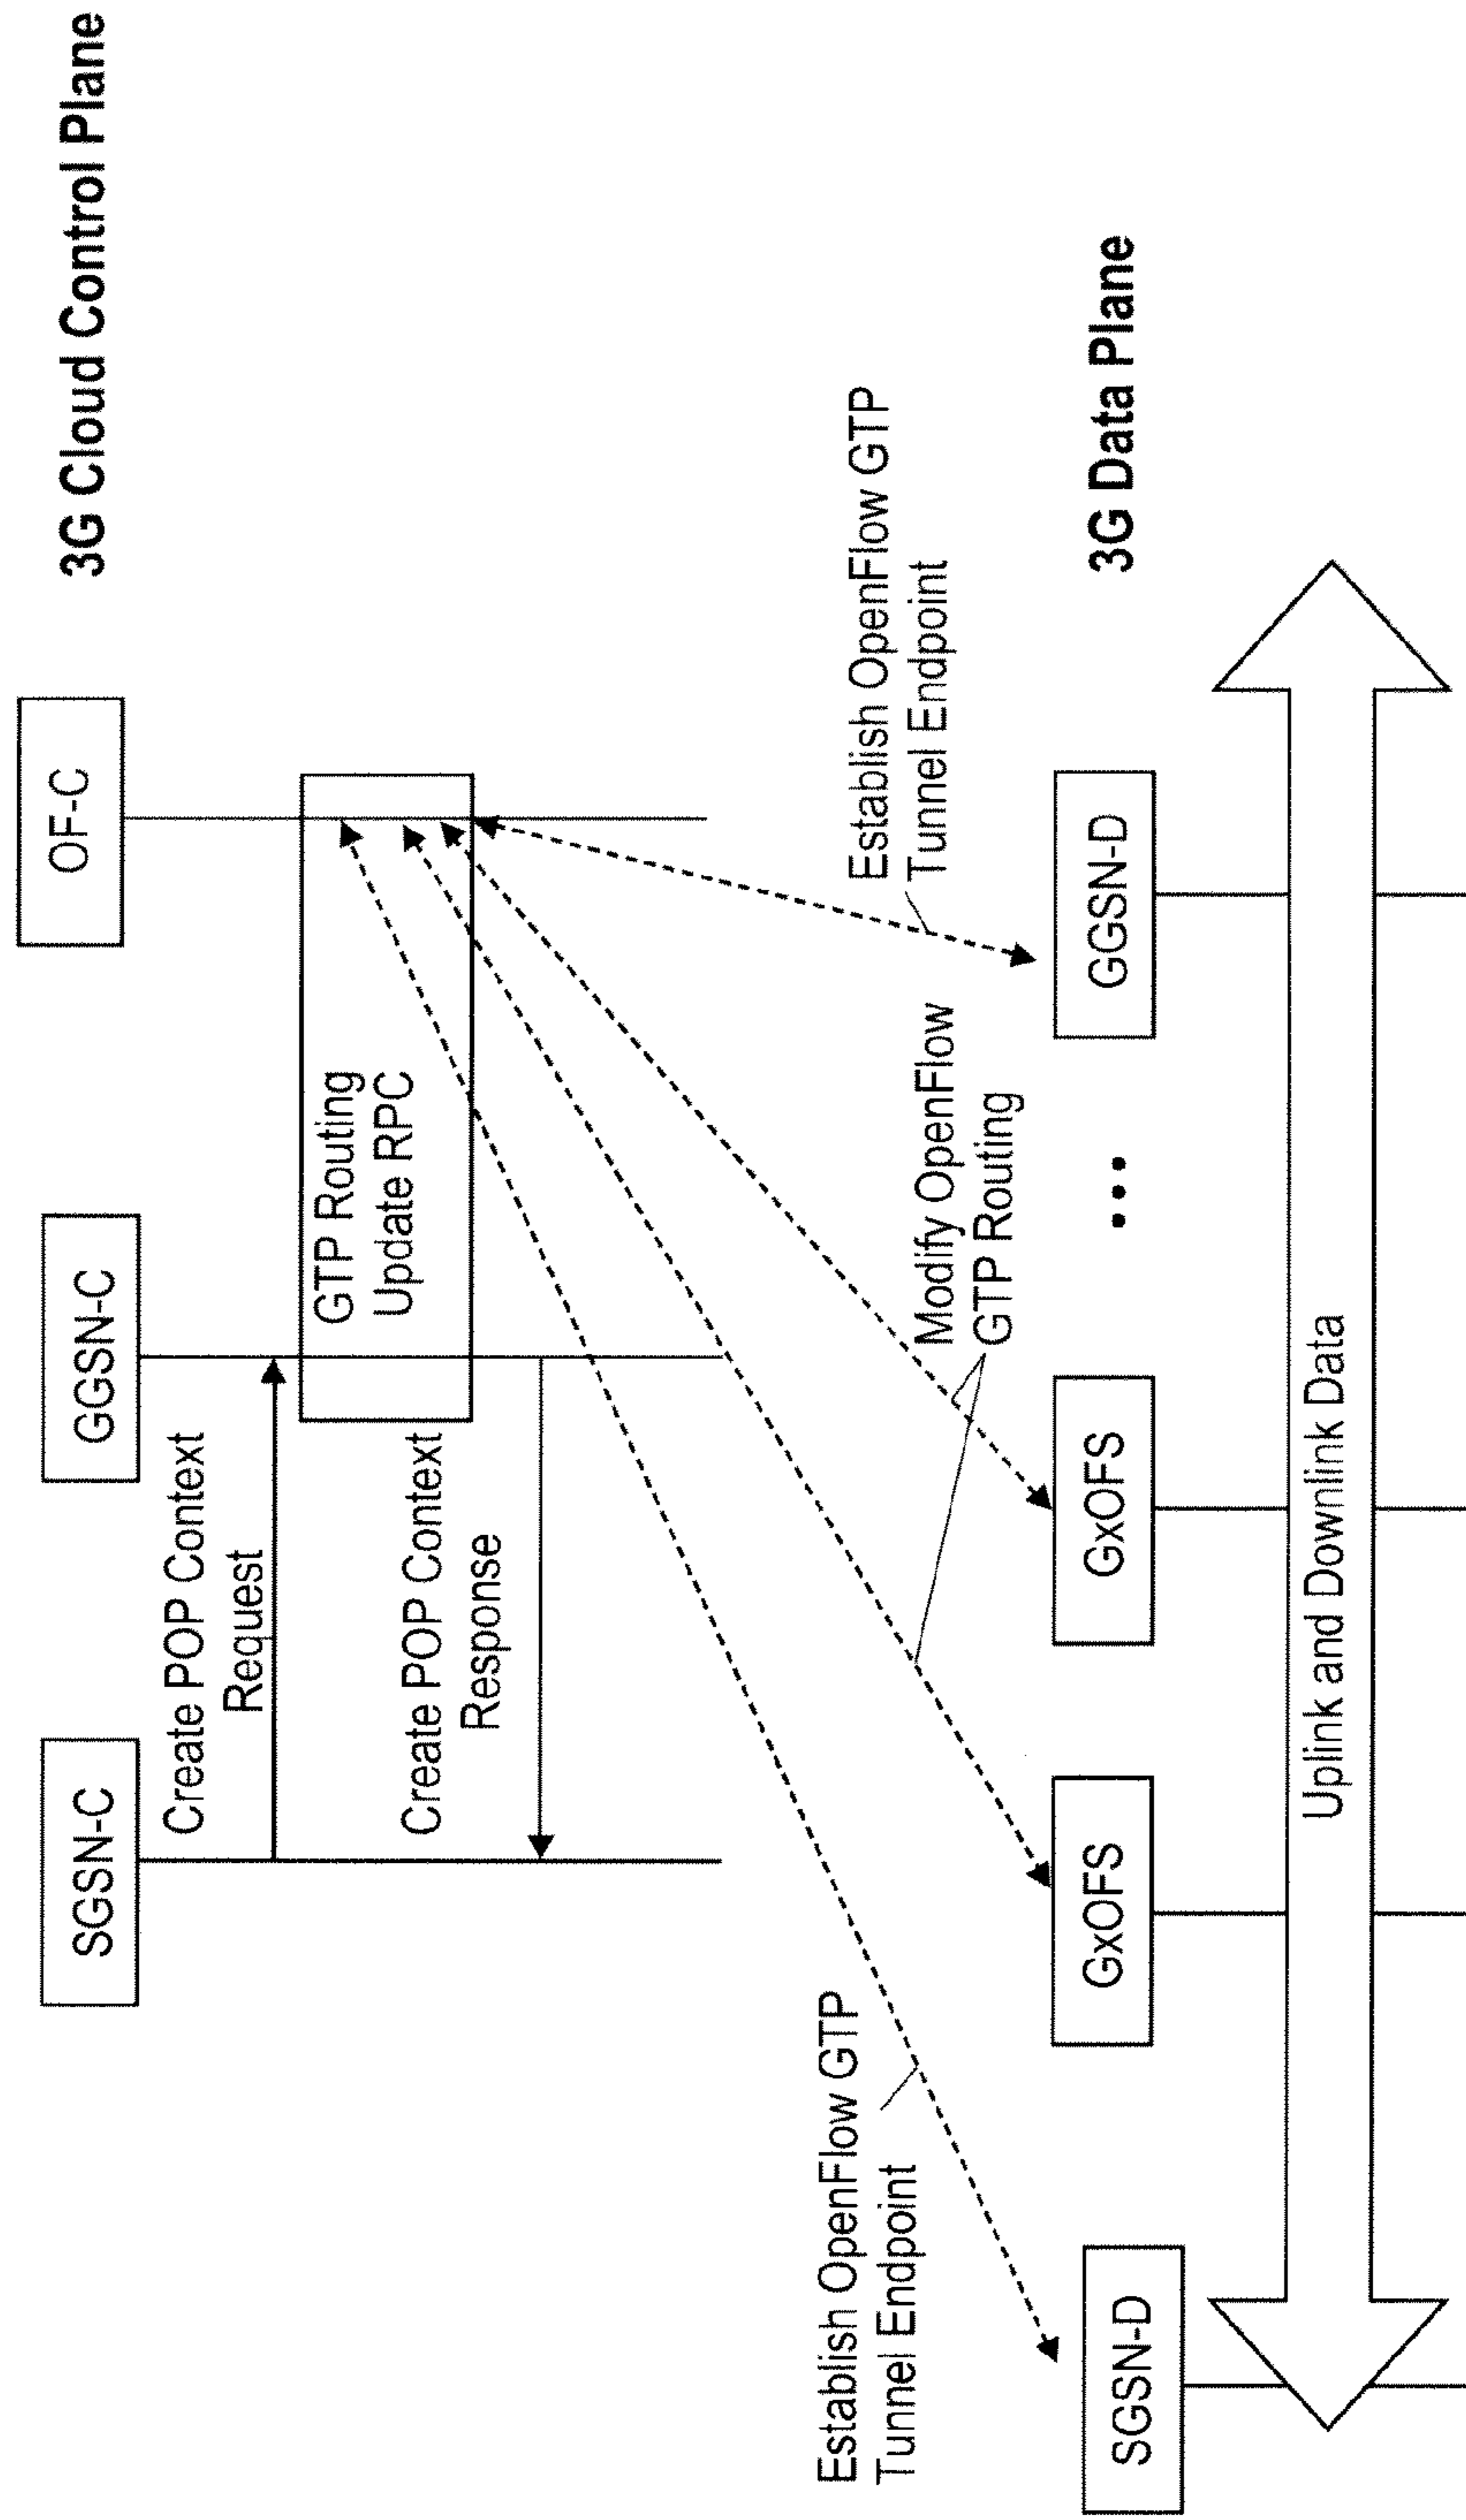 3G Cloud Control Plane
SGSN-C
GGSN-C
OF-C
Create POP Context
Request
GTP Routing
Update RPC
Create POP Context
Response
Establish OpenFlow GTP
Tunnel Endpoint
Modify OpenFlow
GTP Routing
Establish OpenFlow GTP
Tunnel Endpoint
3G Data Plane
SGSN-D
GxOFS
GxOFS
...
GGSN-D
Uplink and Downlink Data